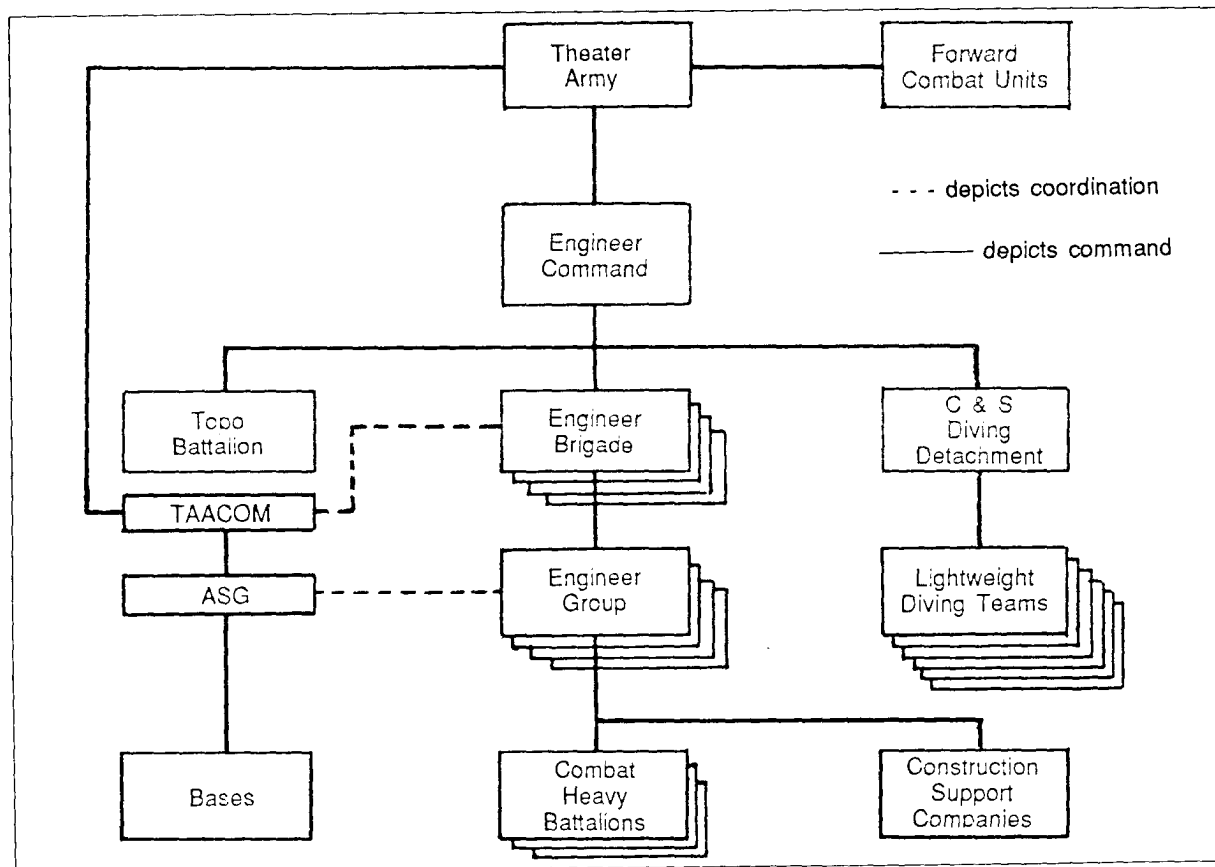 Theater
Army
Forward
Combat Units
- - - depicts coordination
depicts command
Engineer
Command
Topo
Battalion
Engineer
Brigade
C & S
Diving
Detachment
TAACOM
ASG
Engineer
Group
Lightweight
Diving Teams
Bases
Combat
Heavy
Battalions
Construction
Support
Companies